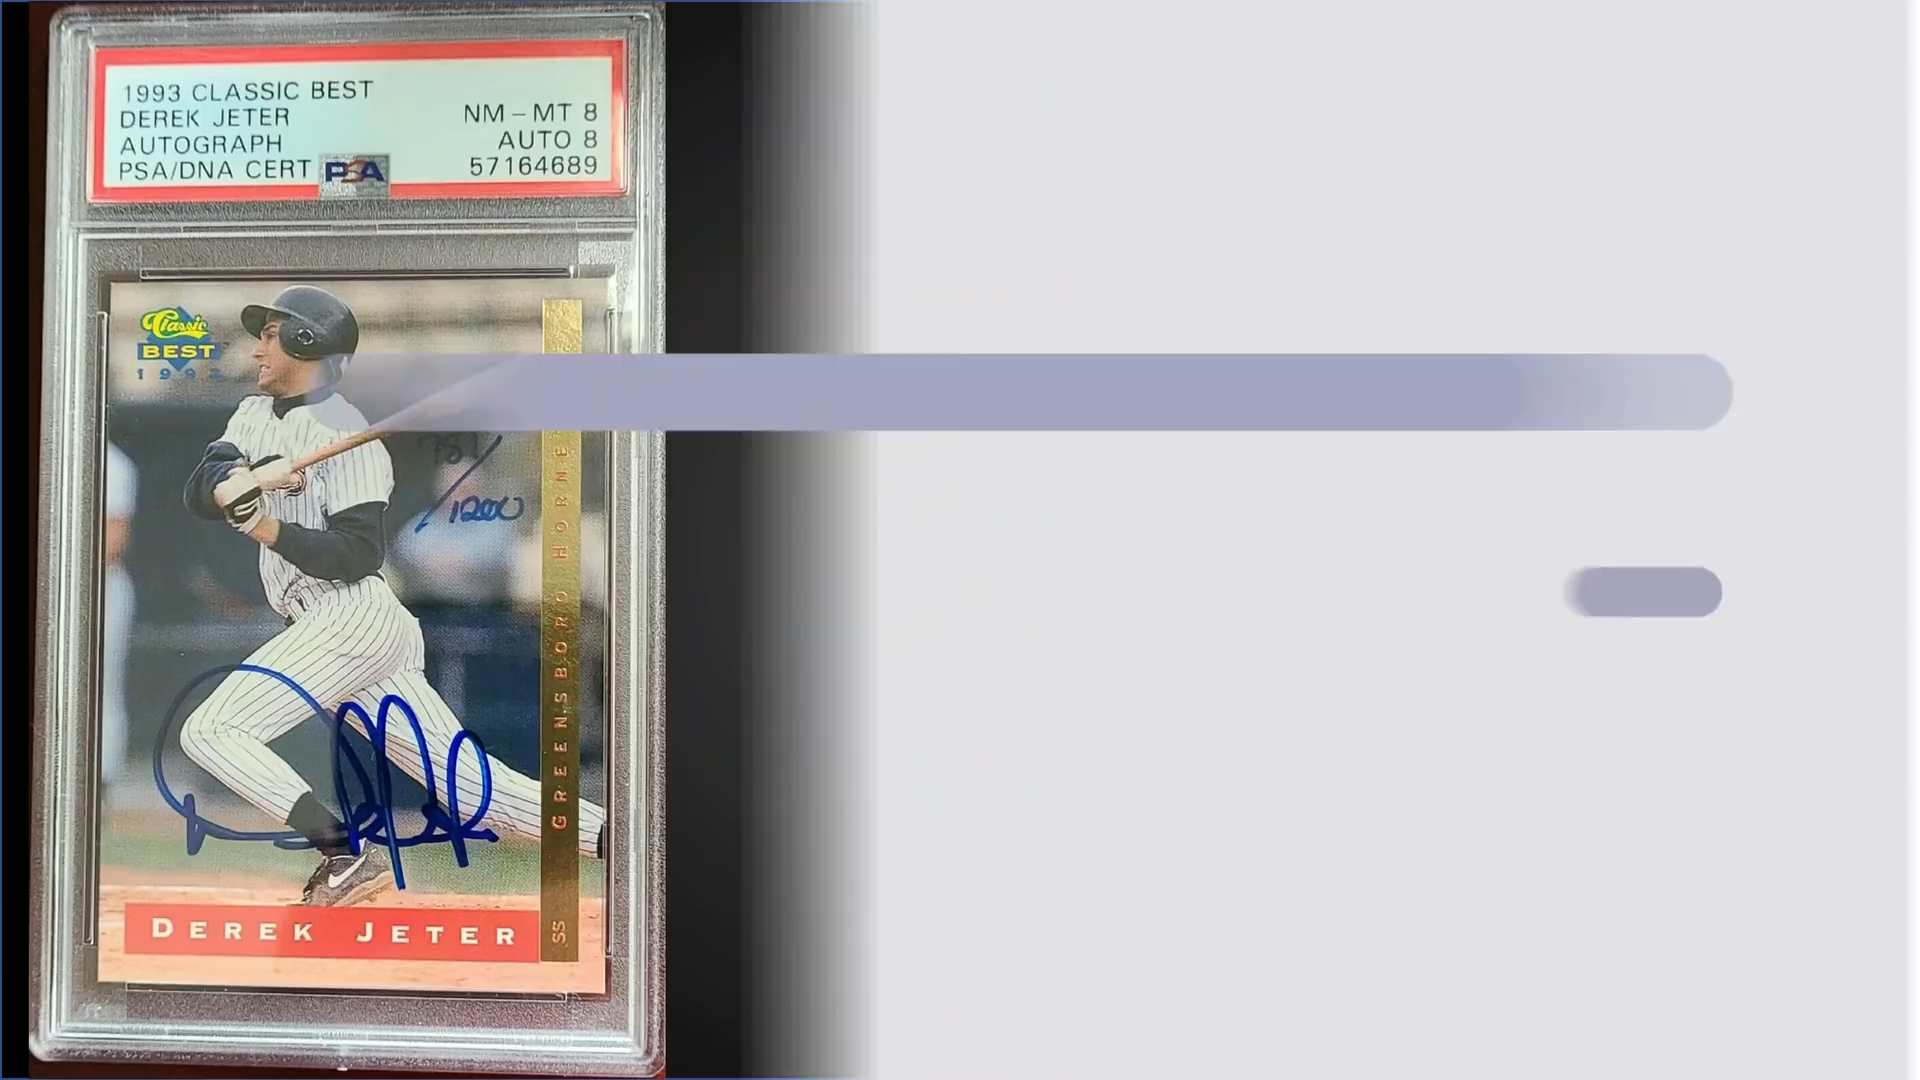 1993 CLASSIC BEST
DEREK JETER
AUTOGRAPH
PSA/DNA CERT
NM-MT 8
AUTO 8
57164689
PSA
Classic
BEST
/1200
GREENSBORO HORNE
SS
DEREK JETER